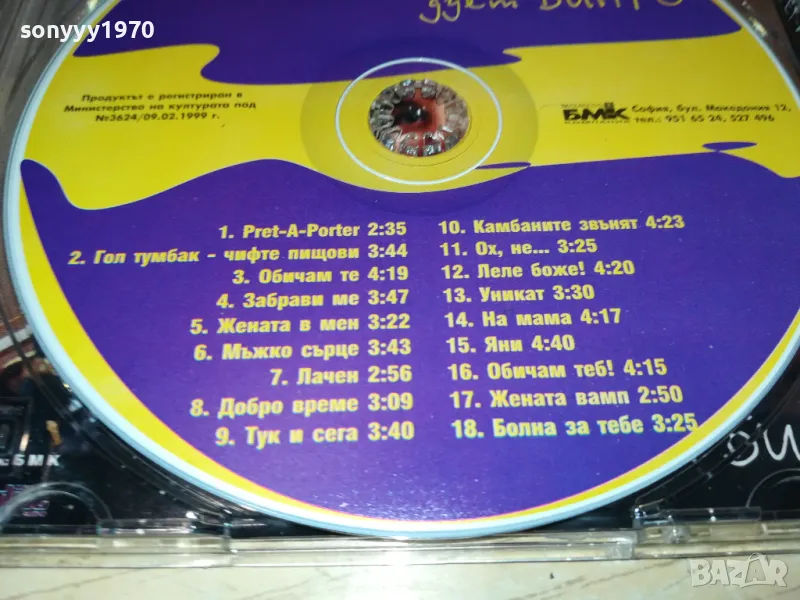 sonyyy1970
дует
Продуктът е регистриран в
Министерство на културата под
№3624/09.02.1999 г.
БМК
София, бул. Македония 12,
тел.: 951 65 24, 527 496
1. Pret-A-Porter 2:35
2. Гол тумбак - чифте пищови 3:44
3. Обичам те 4:19
4. Забрави ме 3:47
5. Жената в мен 3:22
6. Мъжко сърце 3:43
7. Лачен 2:56
8. Добро време 3:09
9. Тук и сега 3:40
10. Камбаните звънят 4:23
11. Ох, не... 3:25
12. Леле боже! 4:20
13. Уникат 3:30
14. На мама 4:17
15. Яни 4:40
16. Обичам теб! 4:15
17. Жената вамп 2:50
18. Болна за тебе 3:25
БМК
BAZAR